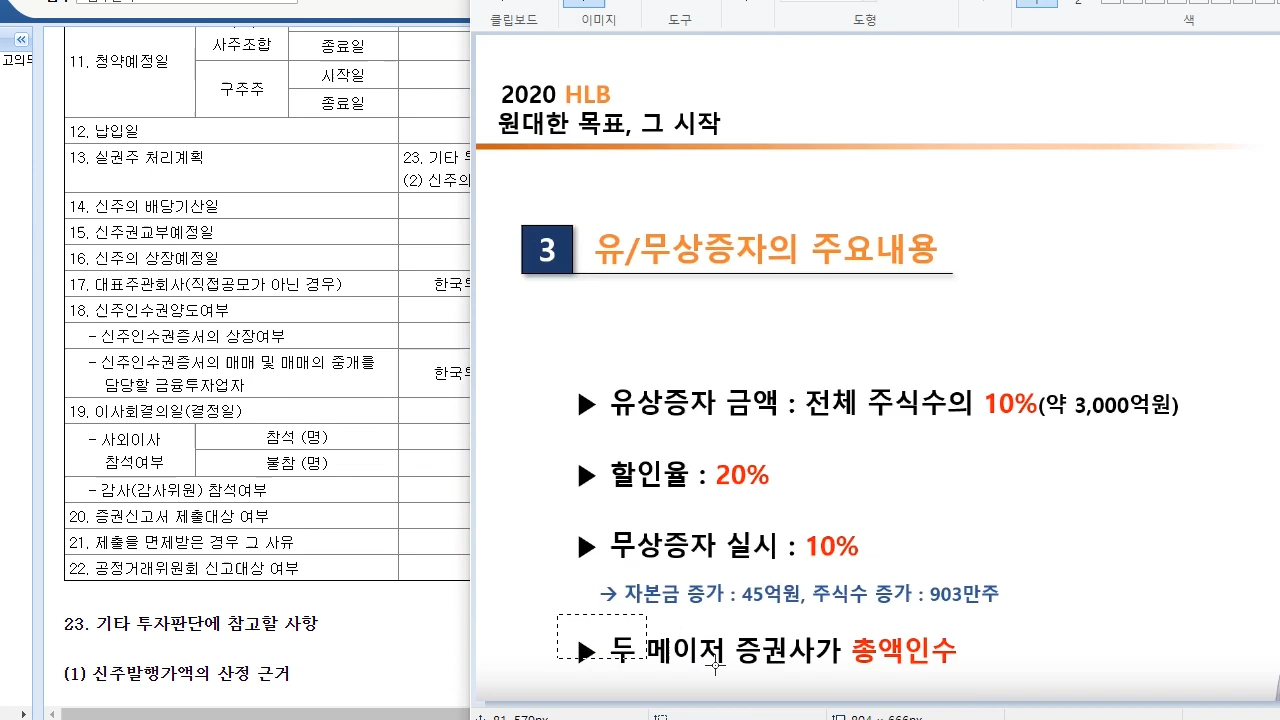 고의무
11. 청약예정일
사주조합
종료일
구주주
시작일
종료일
12. 납입일
13. 실권주 처리계획
23. 기타
(2) 신주의
14. 신주의 배당기산일
15. 신주권교부예정일
16. 신주의 상장예정일
17. 대표주관회사(직접공모가 아닌 경우)
한국투
18. 신주인수권양도여부
- 신주인수권증서의 상장여부
- 신주인수권증서의 매매 및 매매의 중개를
담당할 금융투자업자
한국투
19. 이사회결의일(결정일)
- 사외이사
참석여부
참석 (명)
불참 (명)
- 감사(감사위원) 참석여부
20. 증권신고서 제출대상 여부
21. 제출을 면제받은 경우 그 사유
22. 공정거래위원회 신고대상 여부
23. 기타 투자판단에 참고할 사항
(1) 신주발행가액의 산정 근거
클립보드
이미지
도구
도형
색
2020 HLB
원대한 목표, 그 시작
3 유/무상증자의 주요내용
▶ 유상증자 금액 : 전체 주식수의 10%(약 3,000억원)
▶ 할인율 : 20%
▶ 무상증자 실시 : 10%
→ 자본금 증가 : 45억원, 주식수 증가 : 903만주
▶ 두 메이저 증권사가 총액인수